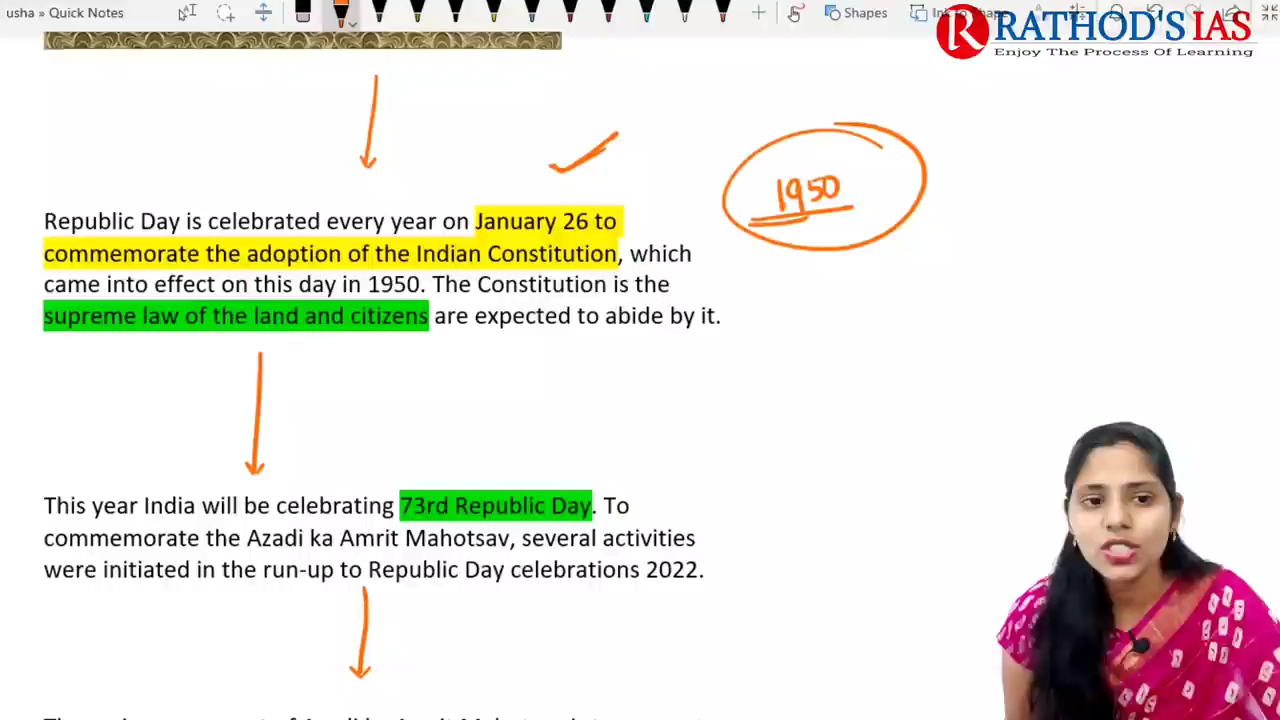 usha » Quick Notes
Shapes
Ink to Shape
RATHOD'S IAS
Enjoy The Process Of Learning
1950
Republic Day is celebrated every year on January 26 to
commemorate the adoption of the Indian Constitution, which
came into effect on this day in 1950. The Constitution is the
supreme law of the land and citizens are expected to abide by it.
This year India will be celebrating 73rd Republic Day. To
commemorate the Azadi ka Amrit Mahotsav, several activities
were initiated in the run-up to Republic Day celebrations 2022.